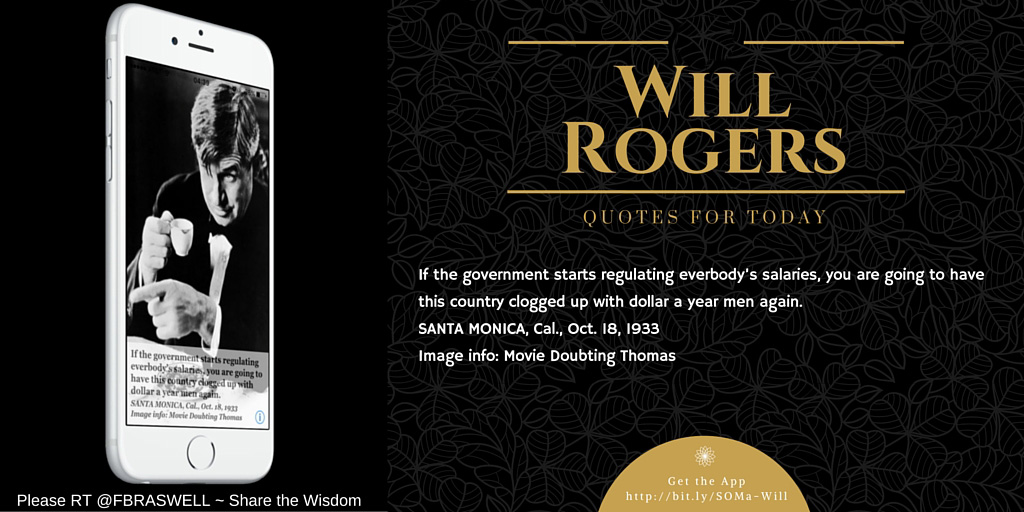 04:39
If the government starts regulating
everbody's salaries, you are going to
have this country clogged up with
dollar a year men again.
SANTA MONICA, Cal., Oct. 18, 1933
Image info: Movie Doubting Thomas
Please RT @FBRASWELL ~ Share the Wisdom
WILL
ROGERS
QUOTES FOR TODAY
If the government starts regulating everbody's salaries, you are going to have
this country clogged up with dollar a year men again.
SANTA MONICA, Cal., Oct. 18, 1933
Image info: Movie Doubting Thomas
Get the App
http://bit.ly/SOMa-Will